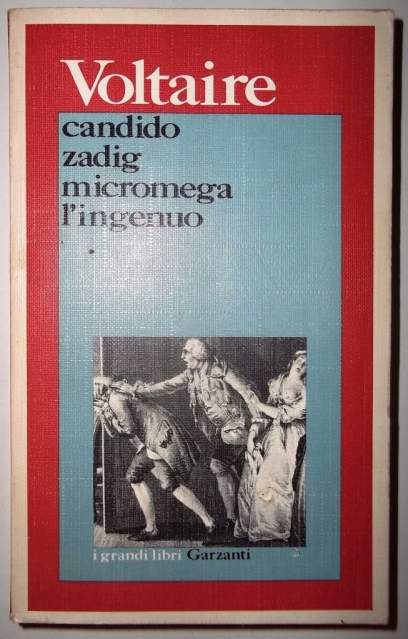 Voltaire
candido
zadig
micromega
l'ingenuo
i grandi libri Garzanti